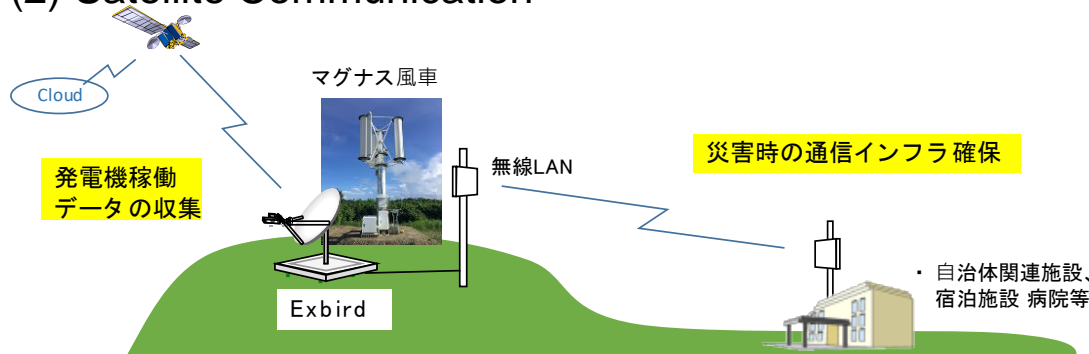 (2) Satellite Communication
Cloud
マグナス風車
発電機稼働
データの収集
無線LAN
災害時の通信インフラ確保
Exbird
・ 自治体関連施設、
宿泊施設 病院等